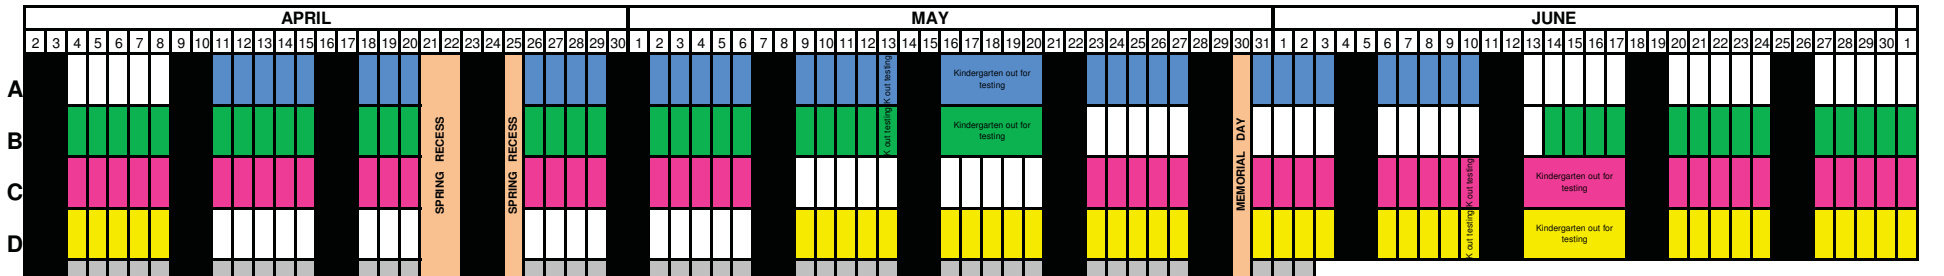 APRIL MAY JUNE
2 3 4 5 6 7 8 9 10 11 12 13 14 15 16 17 18 19 20 21 22 23 24 25 26 27 28 29 30 1 2 3 4 5 6 7 8 9 10 11 12 13 14 15 16 17 18 19 20 21 22 23 24 25 26 27 28 29 30 31 1 2 3 4 5 6 7 8 9 10 11 12 13 14 15 16 17 18 19 20 21 22 23 24 25 26 27 28 29 30 1
A
K out testing
Kindergarten out for
testing
B
SPRING RECESS
SPRING RECESS
K out testing
Kindergarten out for
testing
MEMORIAL DAY
C
K out testing
Kindergarten out for
testing
D
K out testing
Kindergarten out for
testing